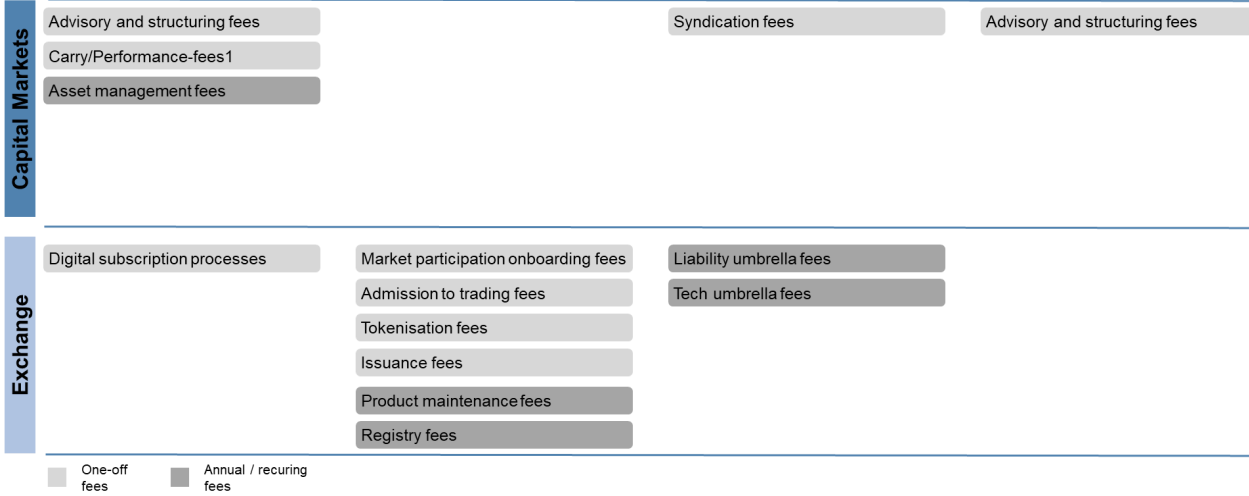 Capital Markets
Advisory and structuring fees
Syndication fees
Advisory and structuring fees
Carry/Performance-fees1
Asset management fees
Exchange
Digital subscription processes
Market participation onboarding fees
Liability umbrella fees
Admission to trading fees
Tech umbrella fees
Tokenisation fees
Issuance fees
Product maintenance fees
Registry fees
One-off
fees
Annual / recuring
fees